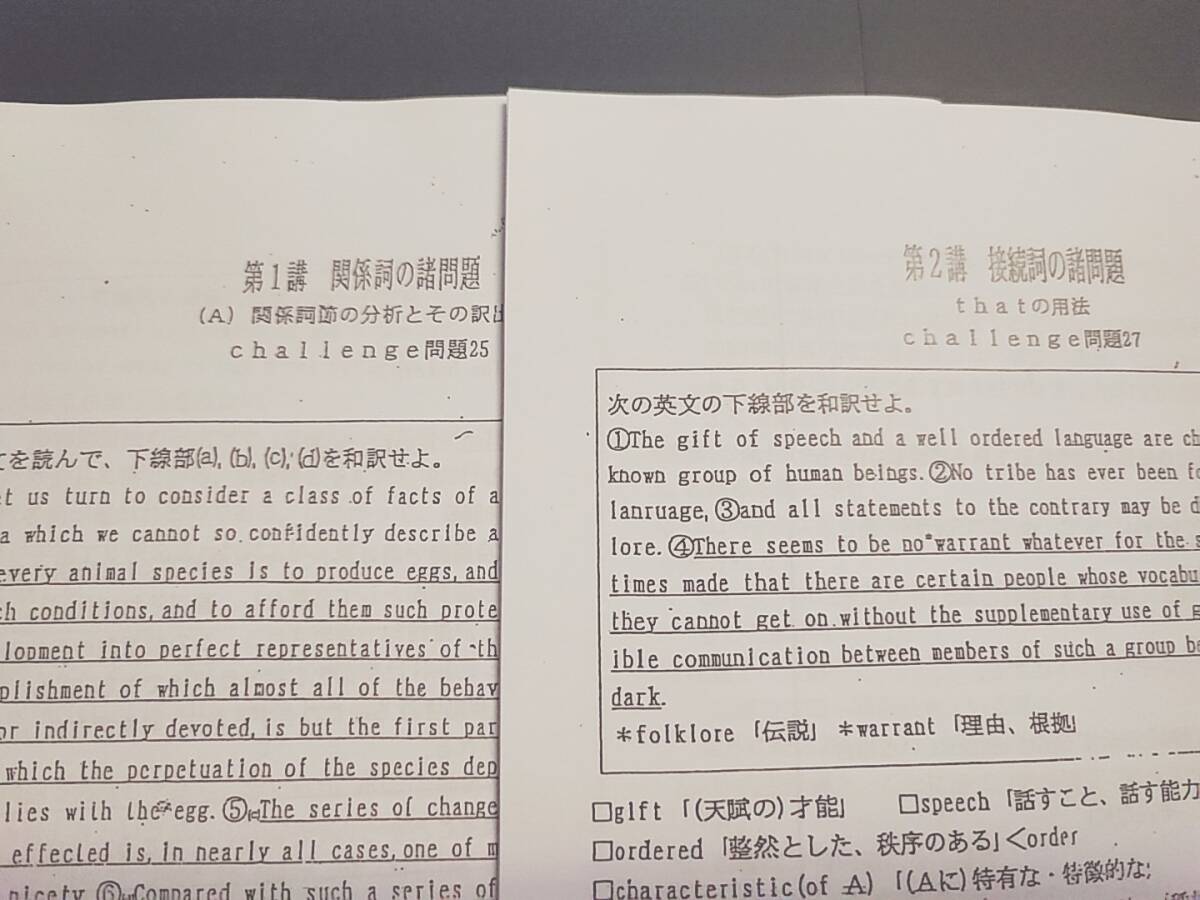 第1講 関係詞の諸問題
(A) 関係詞節の分析とその訳出
challenge問題25
を読んで、下線部(a),(b),(c),(d)を和訳せよ。
us turn to consider a class of facts of a
a which we cannot so confidently describe a
every animal species is to produce eggs, and
conditions, and to afford them such prote
lopment into perfect representatives of th
plishment of which almost all of the behav
or indirectly devoted, is but the first par
which the perpetuation of the species dep
lies with the egg. ⑤(c)The series of change
effected is, in nearly all cases, one of m
nicety ⑥(d)Compared with such a series of
第2講 接続詞の諸問題
thatの用法
challenge問題27
次の英文の下線部を和訳せよ。
①The gift of speech and a well ordered language are ch
known group of human beings. ②No tribe has ever been fo
lanruage, ③and all statements to the contrary may be d
lore. ④There seems to be no*warrant whatever for the s
times made that there are certain people whose vocabu
they cannot get on without the supplementary use of g
ible communication between members of such a group be
dark.
*folklore 「伝説」 *warrant 「理由、根拠」
□gift 「(天賦の)才能」 □speech 「話すこと、話す能力
□ordered 「整然とした、秩序のある」<order
□characteristic(of A) 「(Aに)特有な・特徴的な;